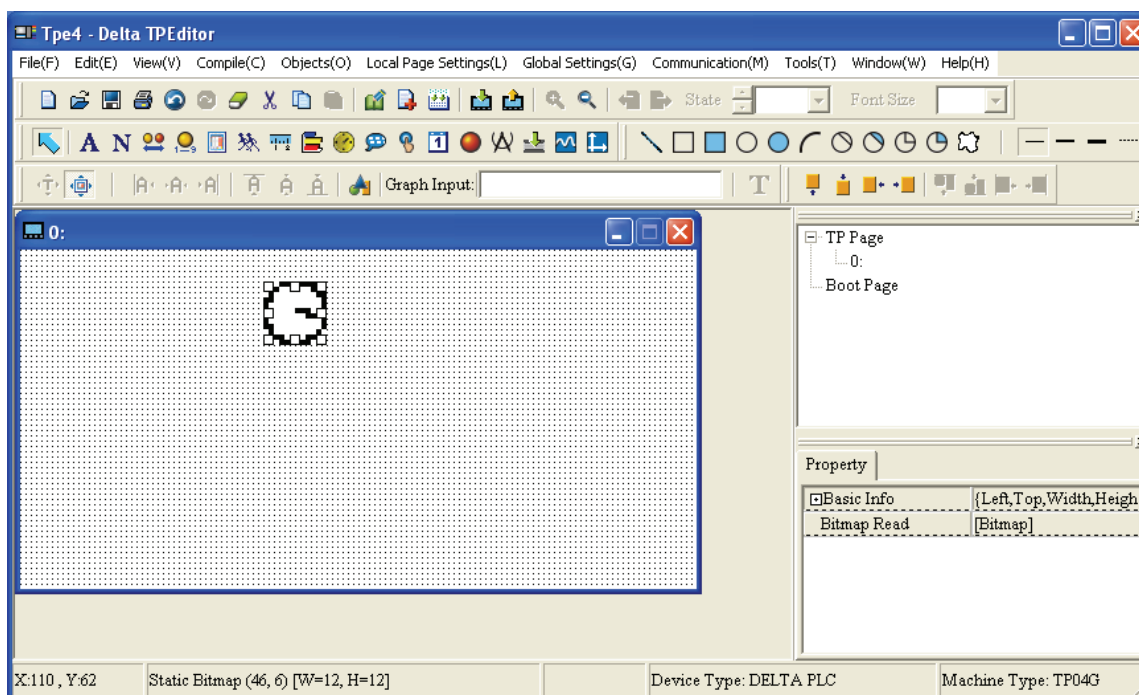 Tpe4 - Delta TPEditor
File(F) Edit(E) View(V) Compile(C) Objects(O) Local Page Settings(L) Global Settings(G) Communication(M) Tools(T) Window(W) Help(H)
State Font Size
A N 1
T A A A A A A Graph Input: T
0:
TP Page
0:
Boot Page
Property
Basic Info {Left,Top,Width,Heigh
Bitmap Read [Bitmap]
X:110 , Y:62 Static Bitmap (46, 6) [W=12, H=12] Device Type: DELTA PLC Machine Type: TP04G